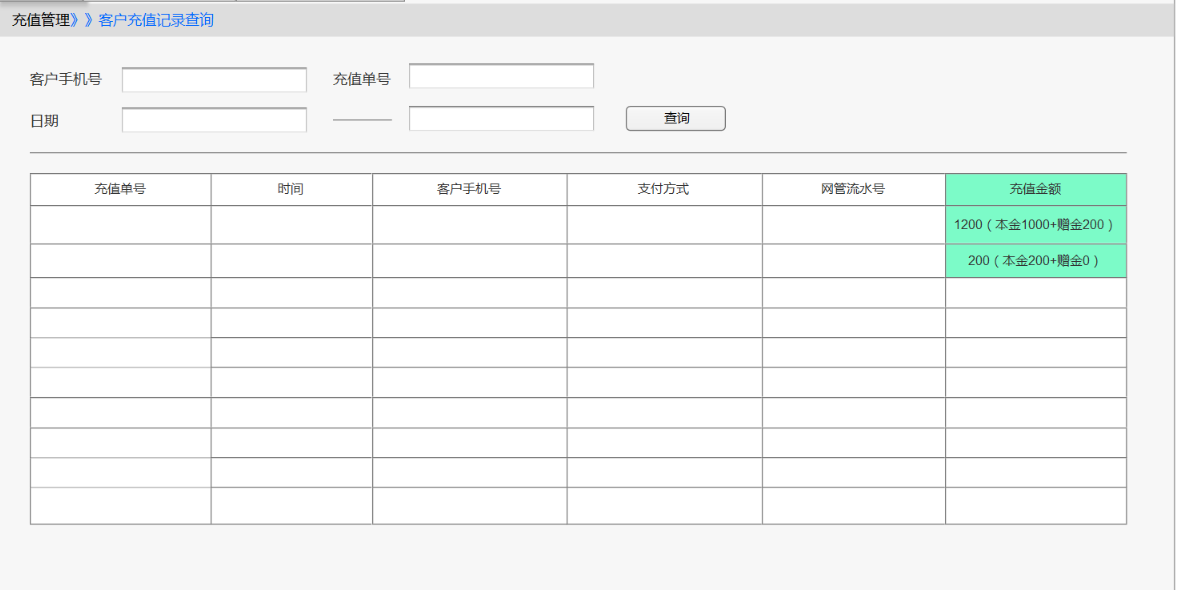 充值管理》》客户充值记录查询
客户手机号 充值单号
日期 查询
充值单号 时间 客户手机号 支付方式 网管流水号 充值金额
1200（本金1000+赠金200）
200（本金200+赠金0）